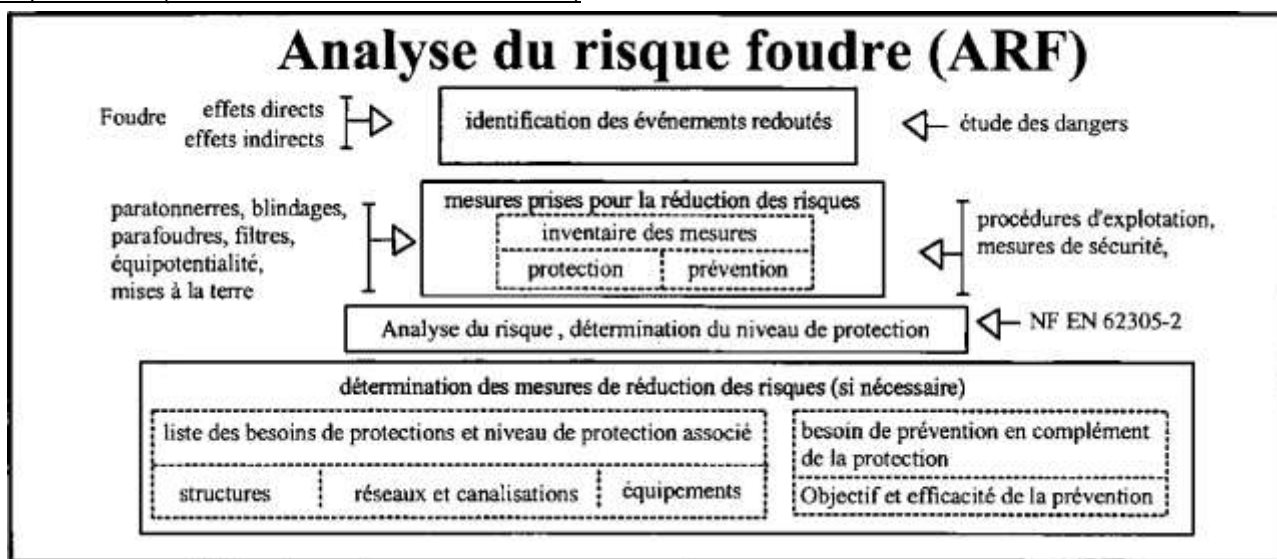 Analyse du risque foudre (ARF)
Foudre
effets directs
effets indirects
identification des événements redoutés
étude des dangers
paratonnerres, blindages,
parafoudres, filtres,
équipotentialité,
mises à la terre
mesures prises pour la réduction des risques
inventaire des mesures
protection
prévention
procédures d'explotation,
mesures de sécurité,
Analyse du risque , détermination du niveau de protection
NF EN 62305-2
détermination des mesures de réduction des risques (si nécessaire)
liste des besoins de protections et niveau de protection associé
structures
réseaux et canalisations
équipements
besoin de prévention en complément
de la protection
Objectif et efficacité de la prévention